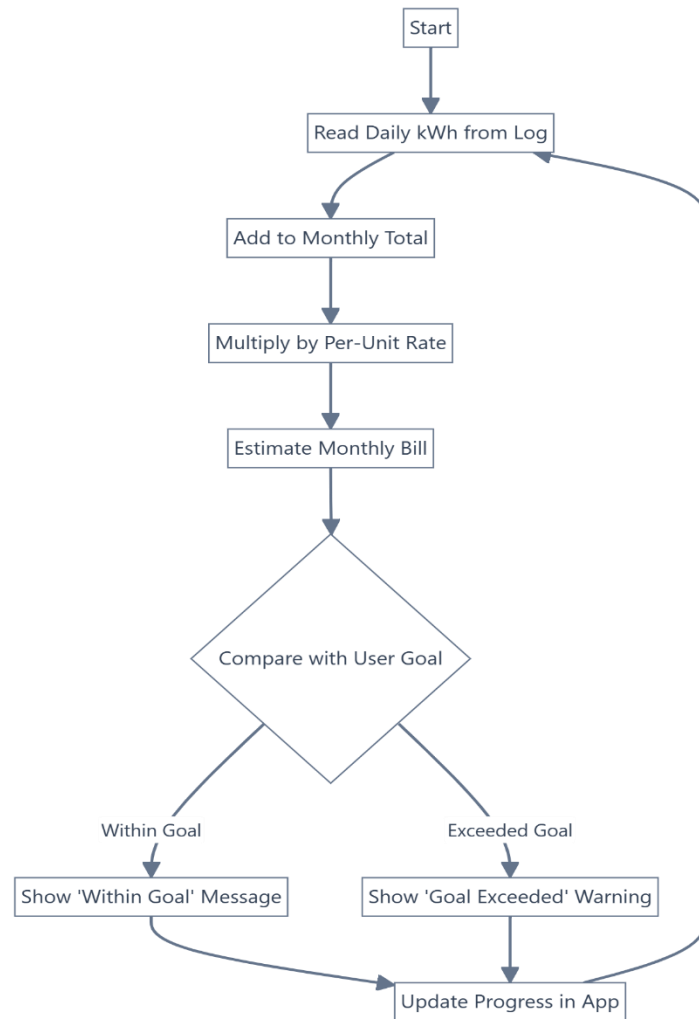 Start
Read Daily kWh from Log
Add to Monthly Total
Multiply by Per-Unit Rate
Estimate Monthly Bill
Compare with User Goal
Within Goal
Exceeded Goal
Show 'Within Goal' Message
Show 'Goal Exceeded' Warning
Update Progress in App